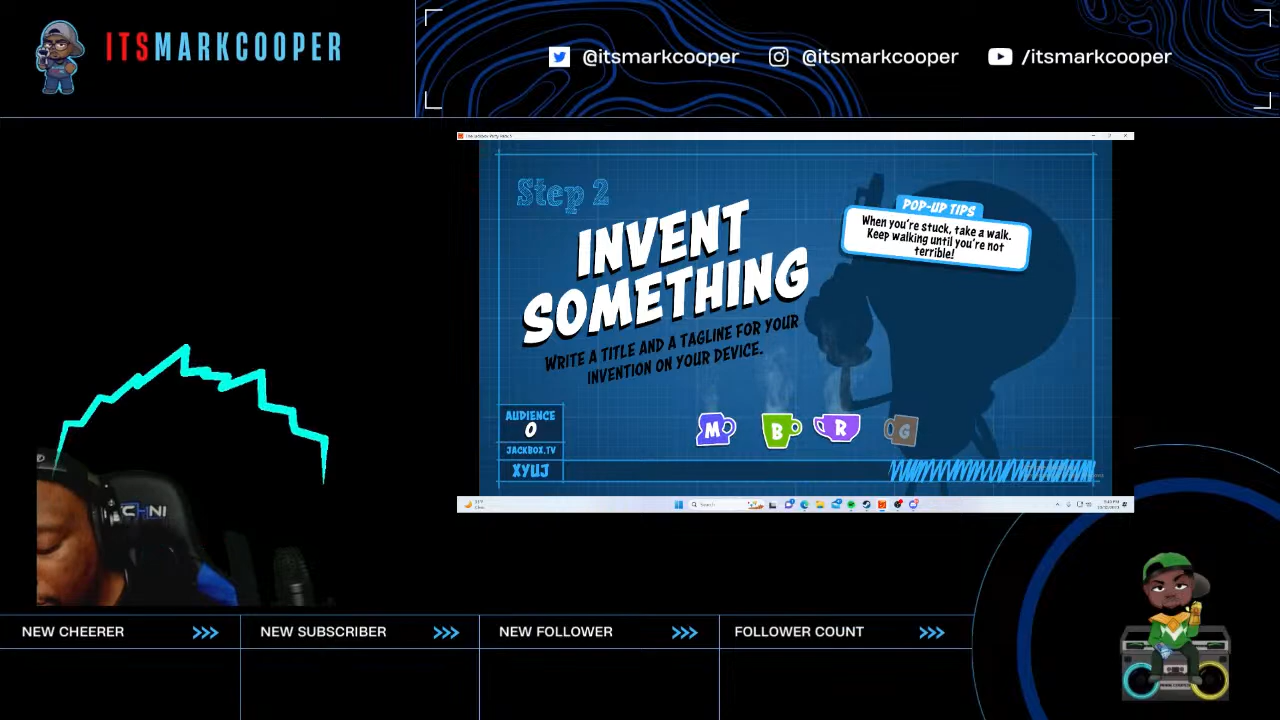 ITSMARKCOOPER
@itsmarkcooper
@itsmarkcooper
/itsmarkcooper
Step 2
INVENT
SOMETHING
WRITE A TITLE AND A TAGLINE FOR YOUR
INVENTION ON YOUR DEVICE.
POP-UP TIPS
When you're stuck, take a walk.
Keep walking until you're not
terrible!
M
B
R
G
AUDIENCE
0
JACKBOX.TV
XYUJ
Search
NEW CHEERER >>>
NEW SUBSCRIBER >>>
NEW FOLLOWER >>>
FOLLOWER COUNT >>>